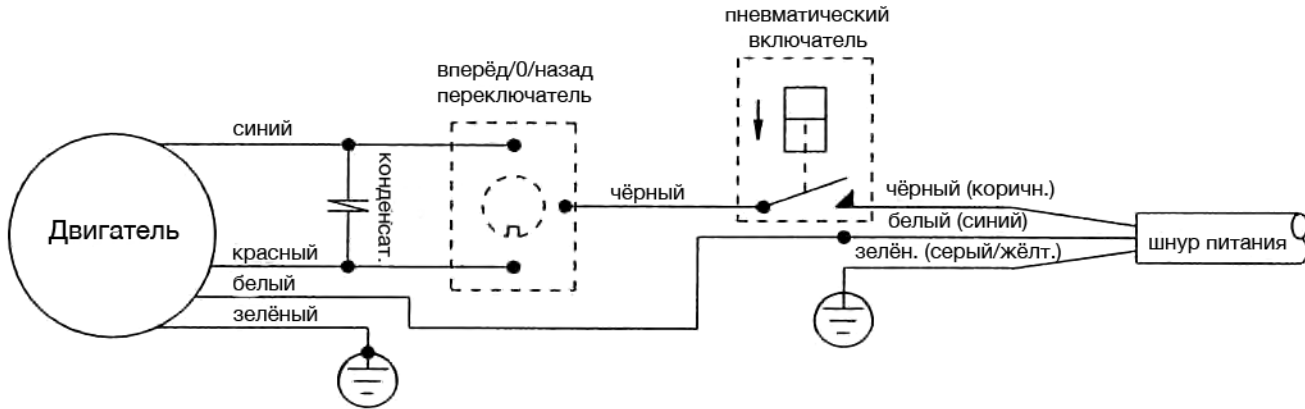 пневматический
включатель
вперёд/0/назад
переключатель
синий
конденсат.
чёрный
чёрный (коричн.)
белый (синий)
зелён. (серый/жёлт.)
шнур питания
Двигатель
красный
белый
зелёный